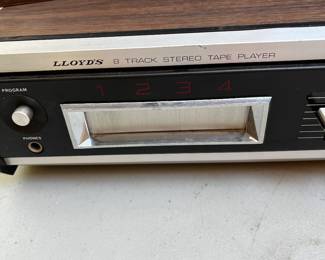 LLOYD'S 8 TRACK STEREO TAPE PLAYER
PROGRAM 1 2 3 4
PHONES